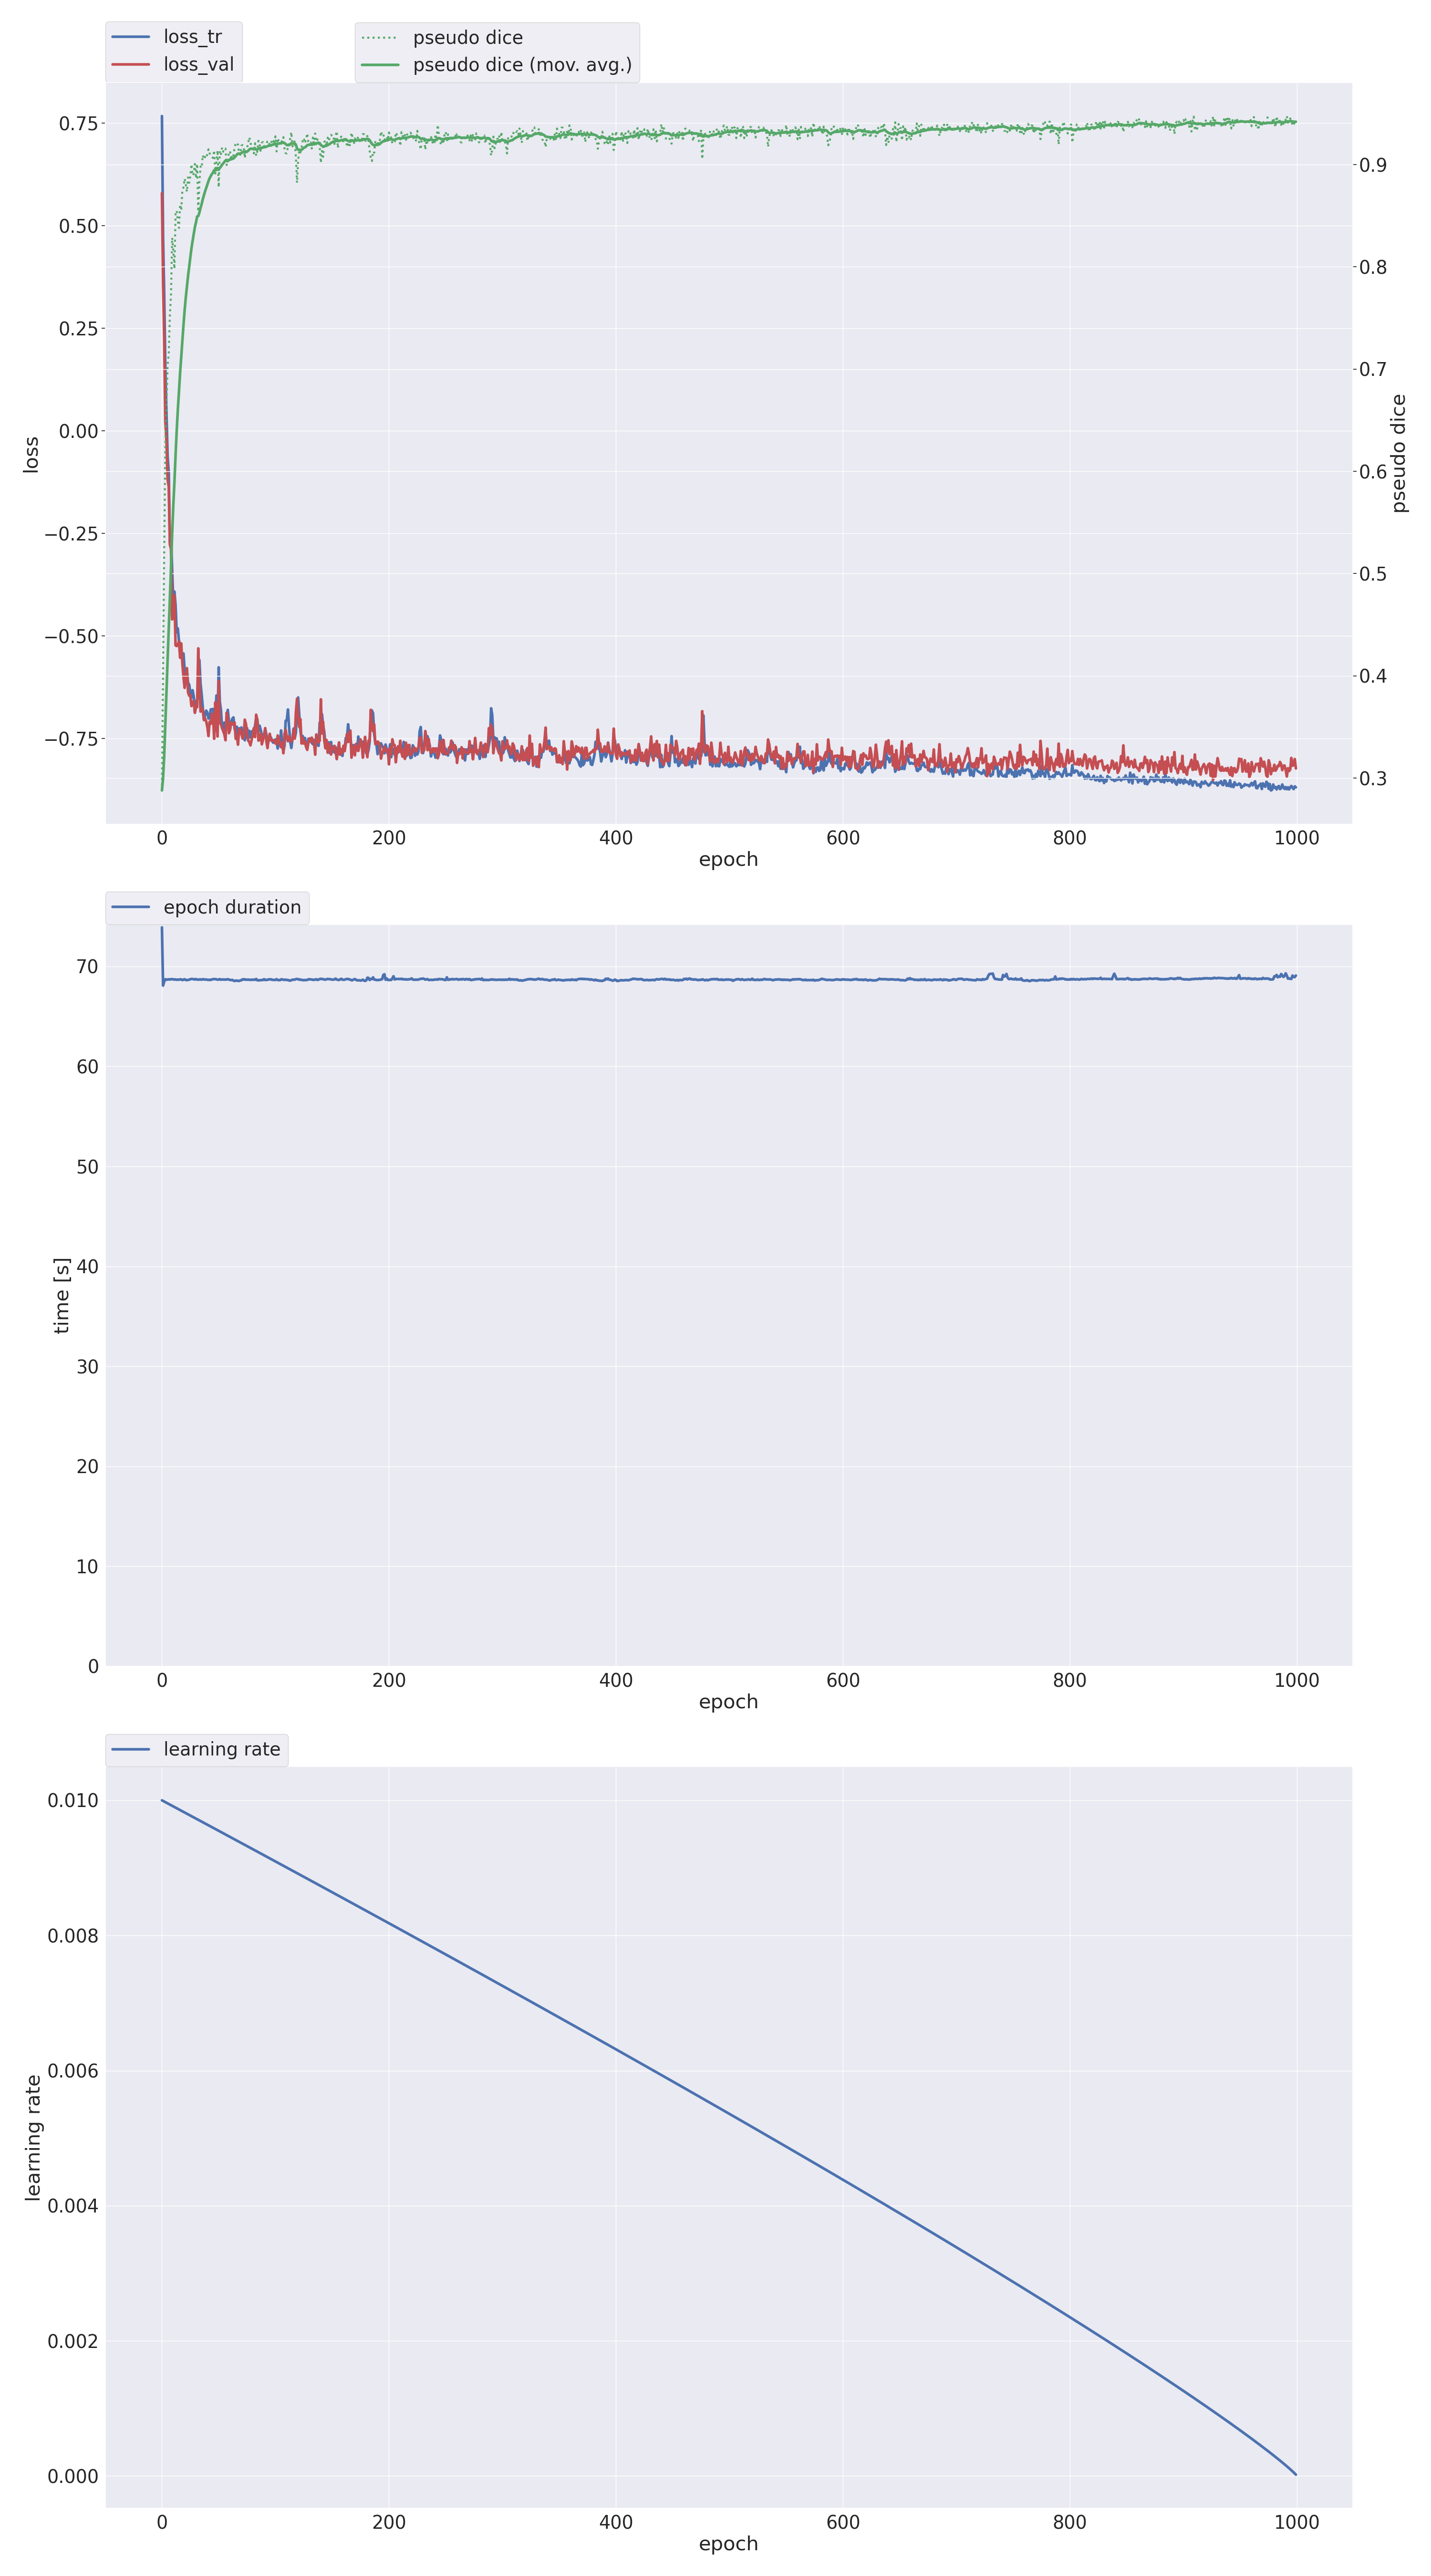 loss_tr
loss_val
pseudo dice
pseudo dice (mov. avg.)
0.75
0.50
0.25
0.00
−0.25
−0.50
−0.75
loss
0.9
0.8
0.7
0.6
0.5
0.4
0.3
pseudo dice
0 200 400 600 800 1000
epoch
epoch duration
70
60
50
40
30
20
10
0
time [s]
0 200 400 600 800 1000
epoch
learning rate
0.010
0.008
0.006
0.004
0.002
0.000
learning rate
0 200 400 600 800 1000
epoch